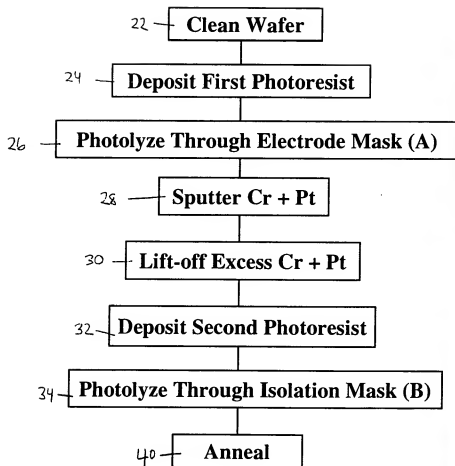 22 Clean Wafer
24 Deposit First Photoresist
26 Photolyze Through Electrode Mask (A)
28 Sputter Cr + Pt
30 Lift-off Excess Cr + Pt
32 Deposit Second Photoresist
34 Photolyze Through Isolation Mask (B)
40 Anneal